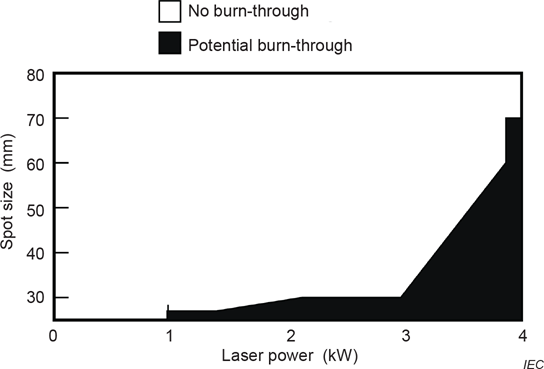 No burn-through
Potential burn-through
80
70
60
50
40
30
Spot size (mm)
0 1 2 3 4
Laser power (kW)
IEC